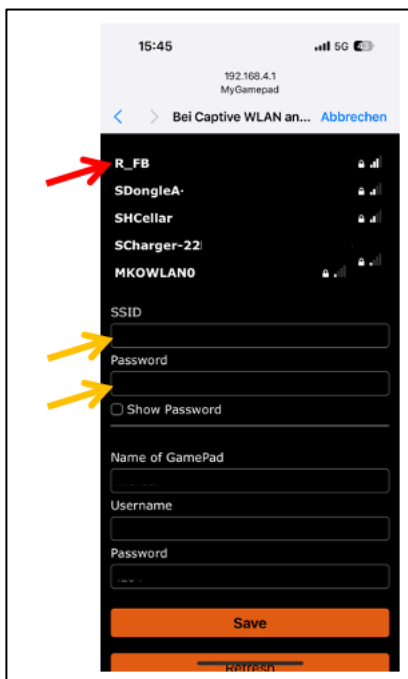 15:45 5G 43
192.168.4.1
MyGamepad
Bei Captive WLAN an... Abbrechen
R_FB
SDongleA-
SHCellar
SCharger-22
MKOWLAN0
SSID
Password
Show Password
Name of GamePad
Username
Password
Save
Refresh